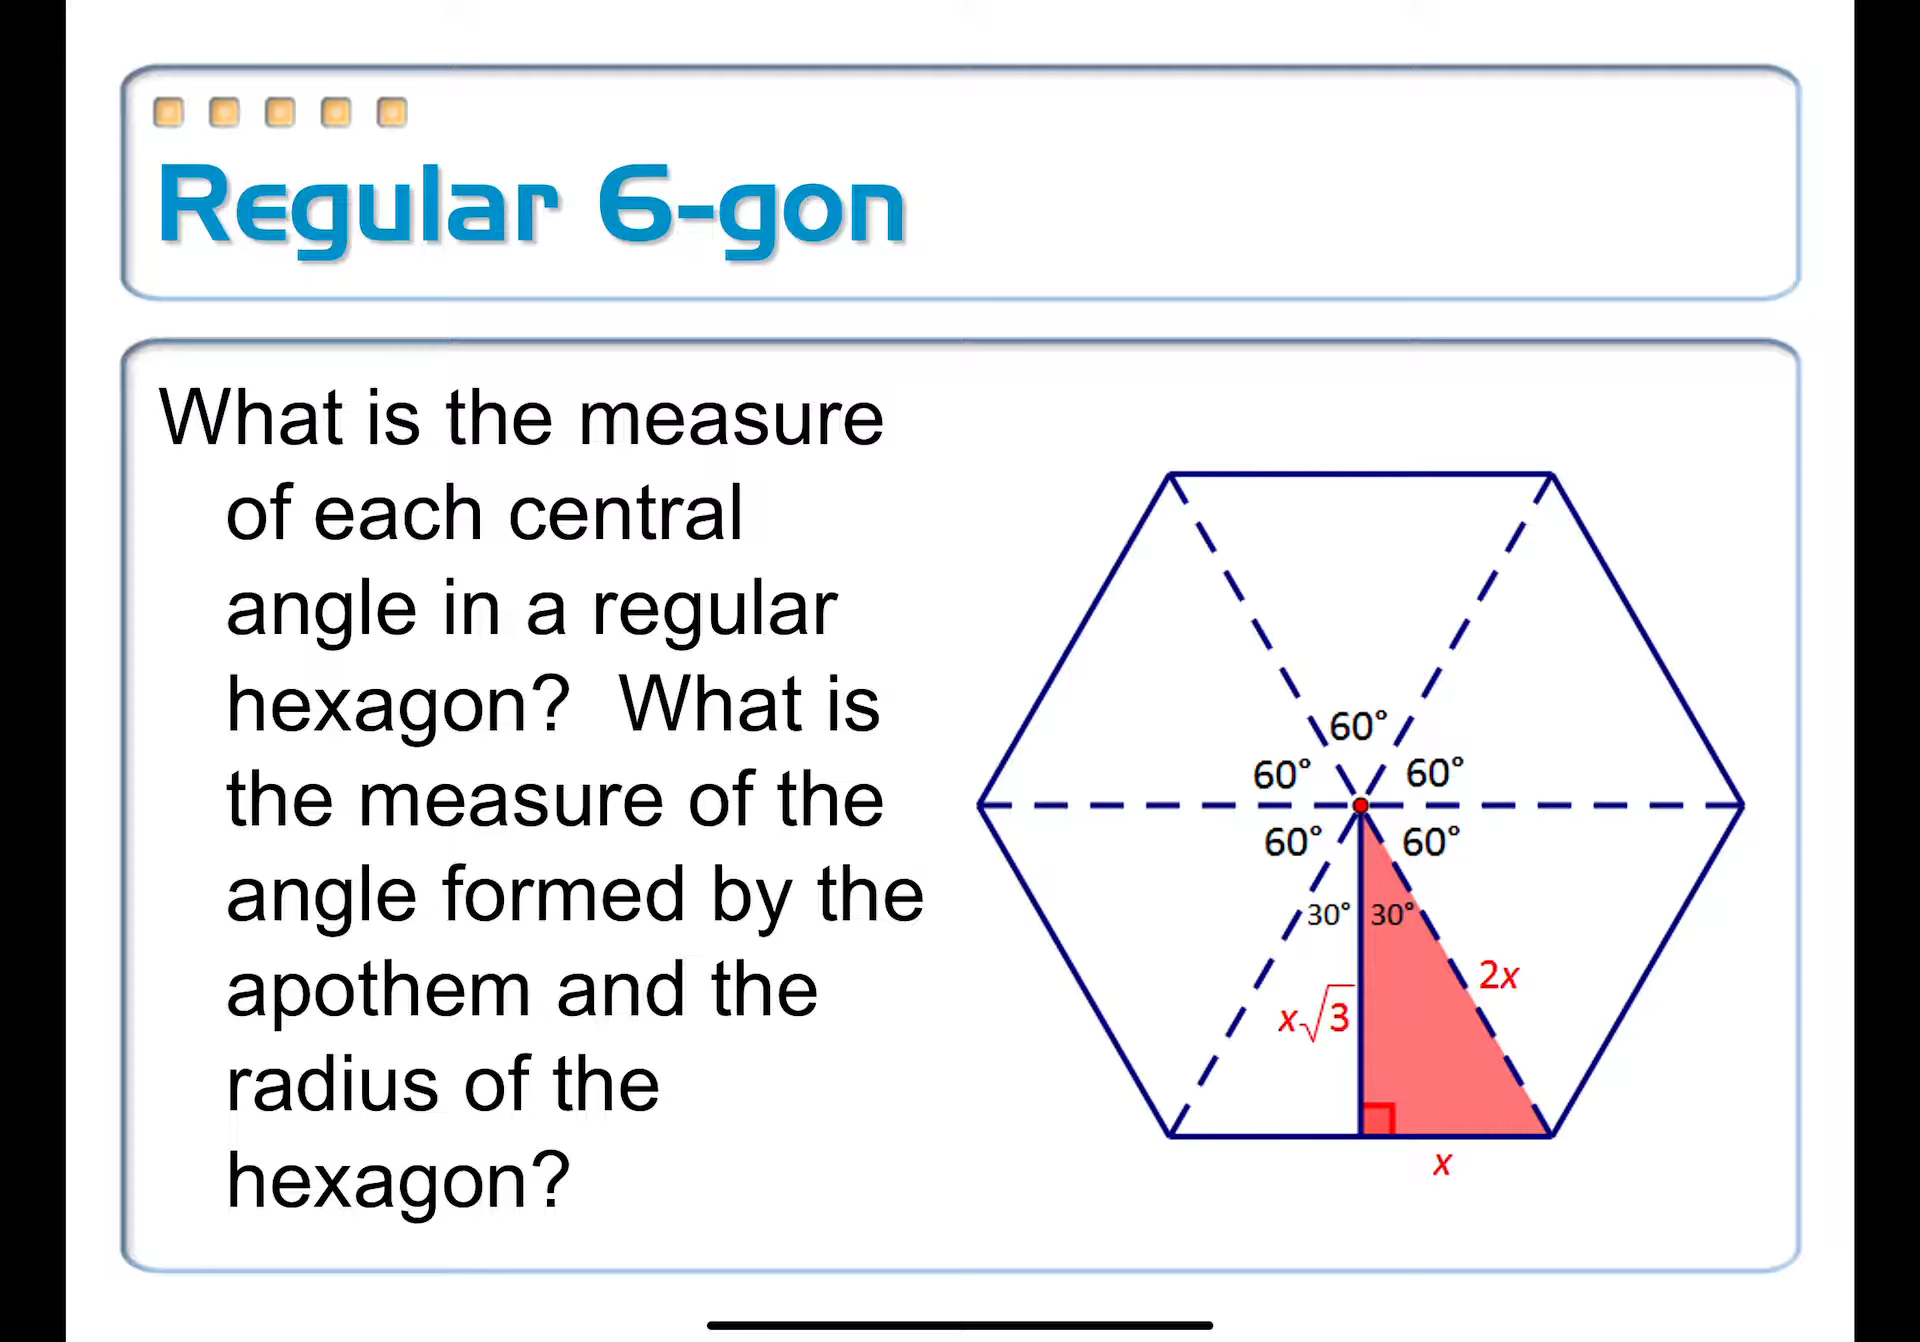 Regular 6-gon
What is the measure
of each central
angle in a regular
hexagon? What is
the measure of the
angle formed by the
apothem and the
radius of the
hexagon?
60°
60° 60°
60° 60°
30° 30°
2x
x√3
x